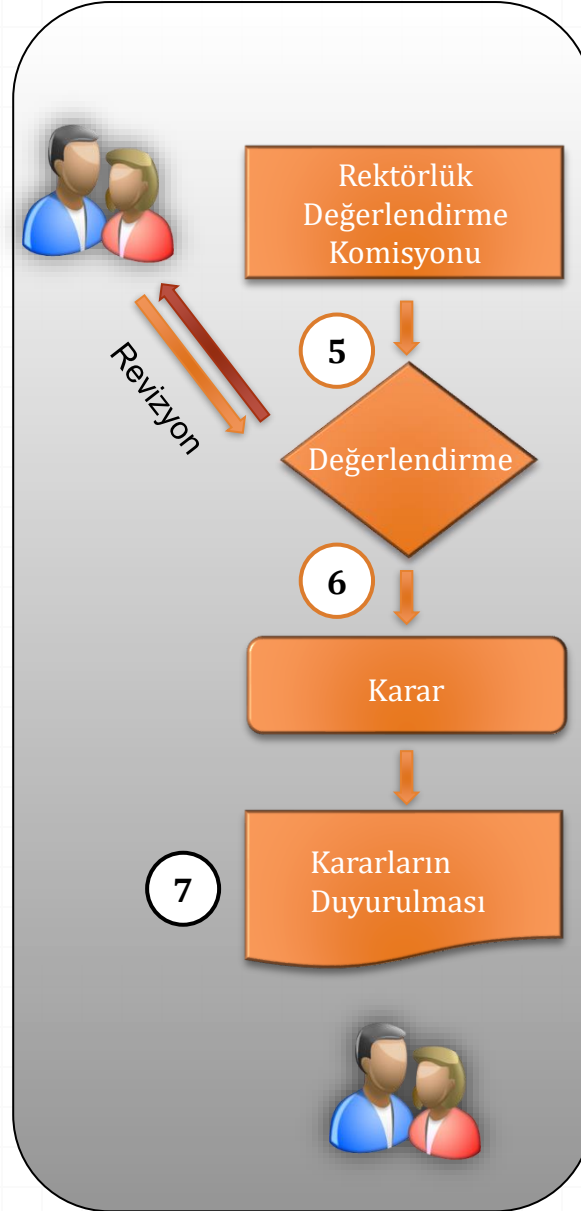 Rektörlük
Değerlendirme
Komisyonu
5
Revizyon
Değerlendirme
6
Karar
Kararların
Duyurulması
7